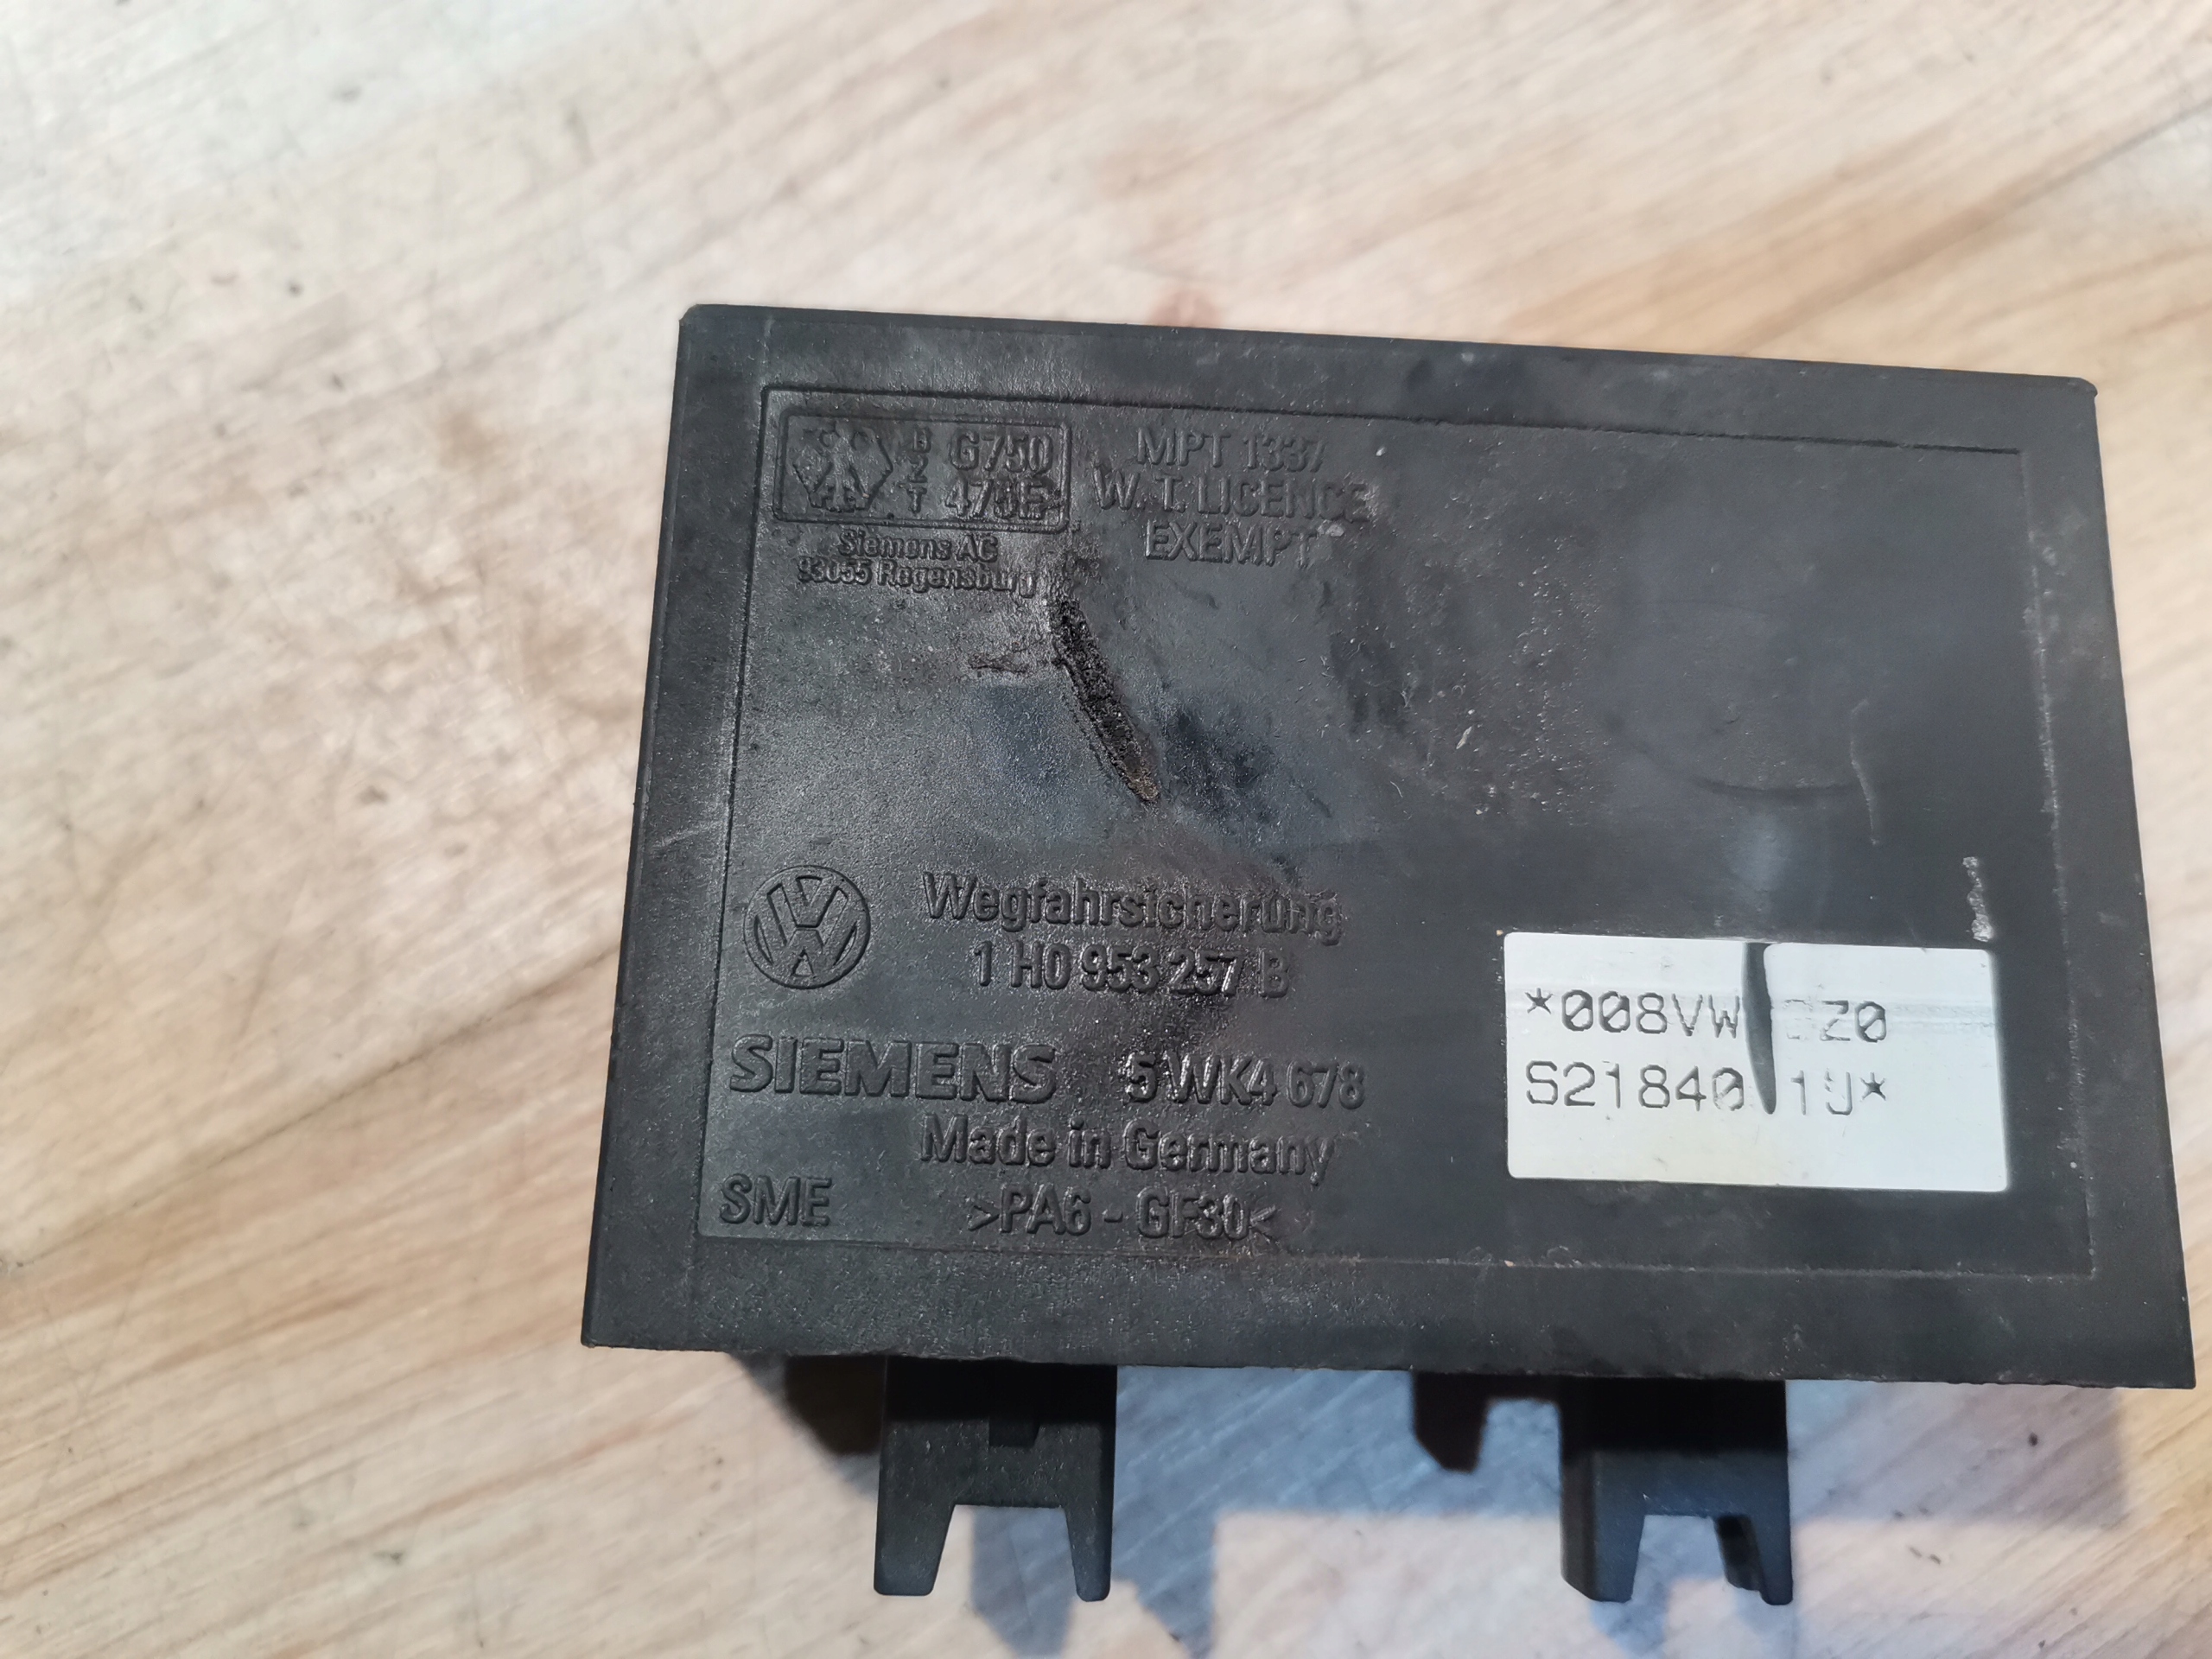 B
Z
T
G750
MPT 1337
W. T. LICENCE
EXEMPT
Siemens AG
93055 Regensburg
Wegfahrsicherung
1 H0 953 257 B
SIEMENS 5WK4 678
Made in Germany
SME >PA6 - GF30<